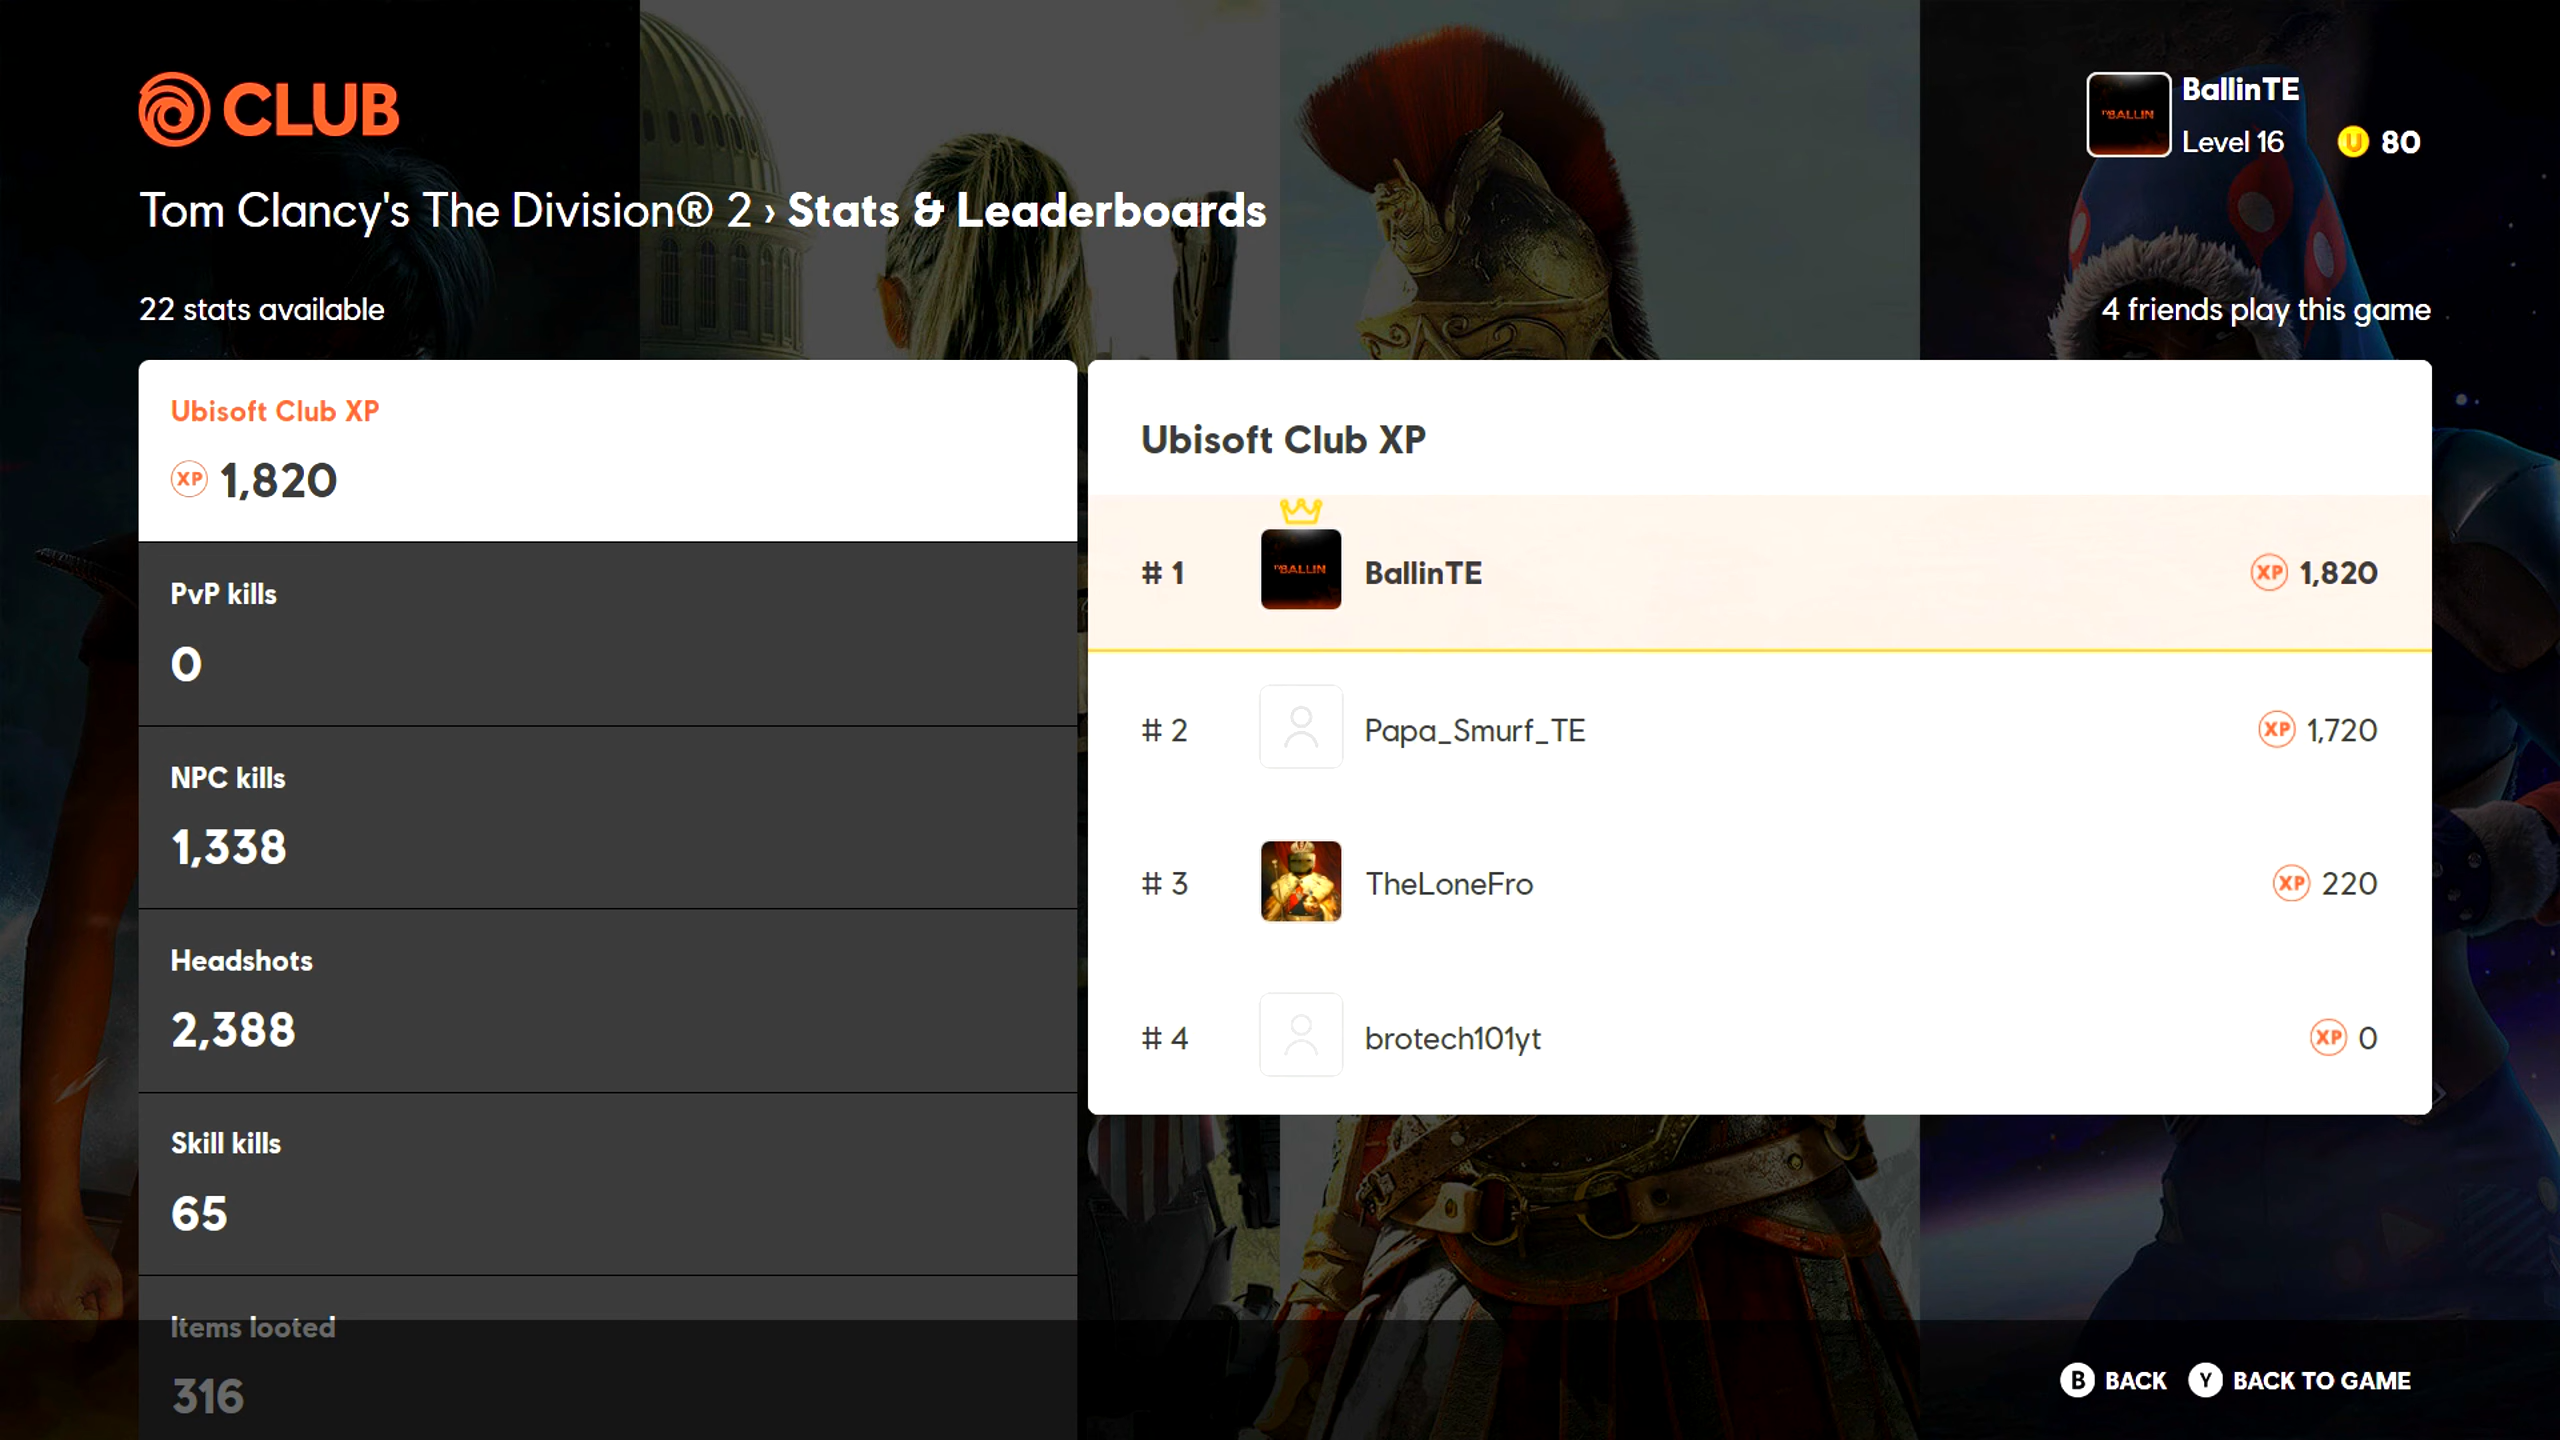 CLUB
BallinTE
Level 16
U 80
Tom Clancy's The Division® 2 › Stats & Leaderboards
22 stats available
4 friends play this game
Ubisoft Club XP
XP 1,820
PvP kills
0
NPC kills
1,338
Headshots
2,388
Skill kills
65
Items looted
316
Ubisoft Club XP
# 1 BALLIN BallinTE XP 1,820
# 2 Papa_Smurf_TE XP 1,720
# 3 TheLoneFro XP 220
# 4 brotech101yt XP 0
B BACK Y BACK TO GAME